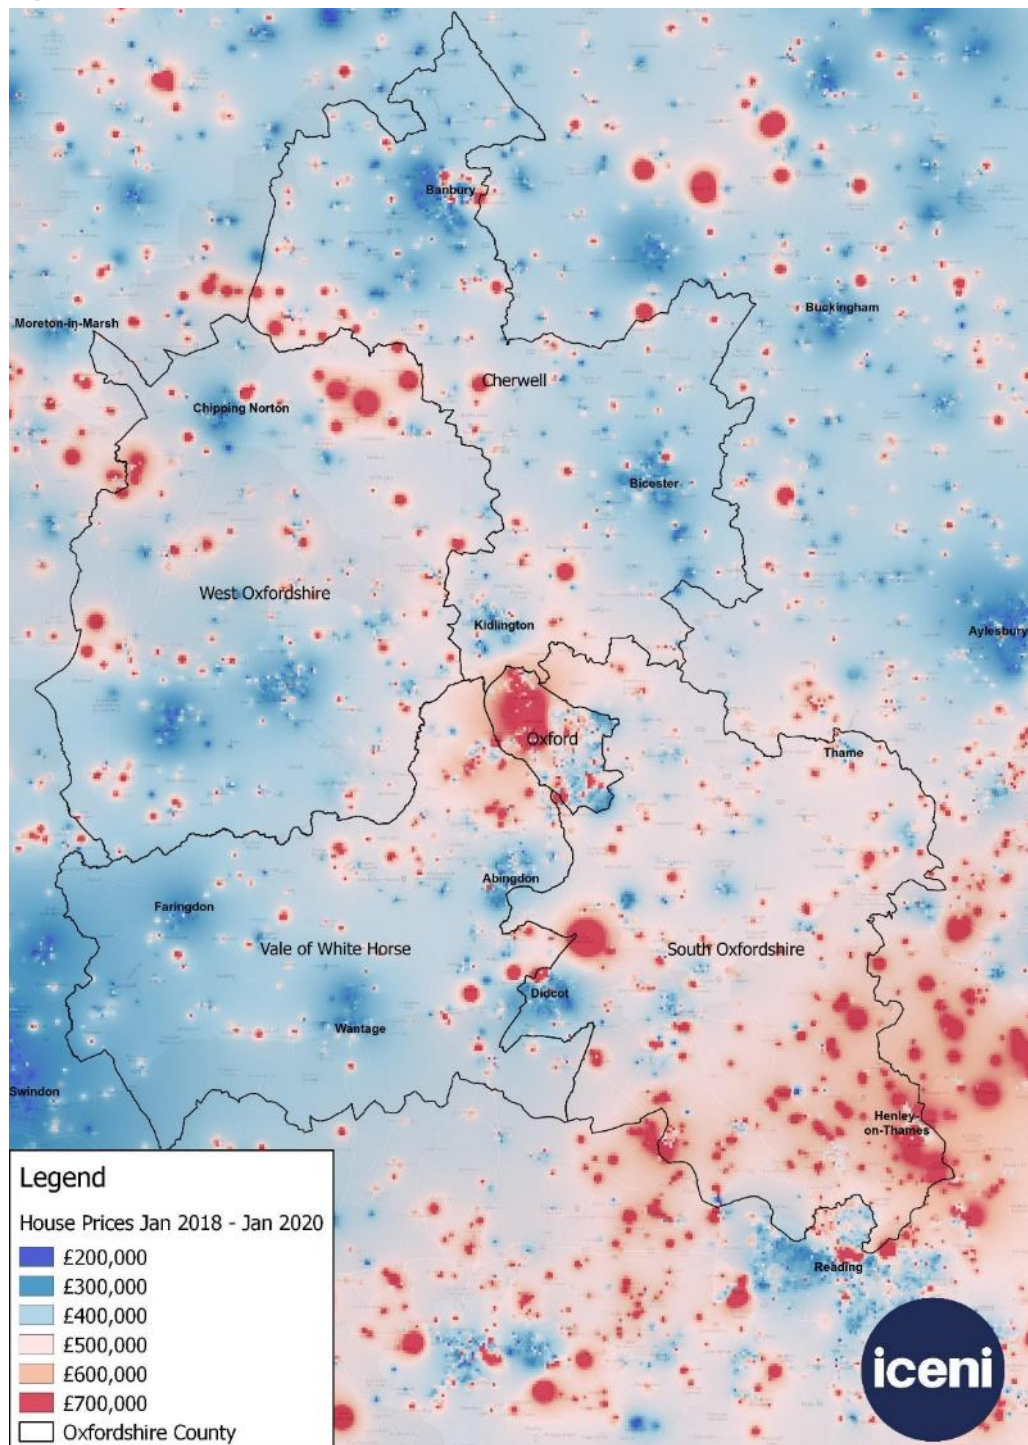 Banbury
Moreton-in-Marsh
Buckingham
Cherwell
Chipping Norton
Bicester
West Oxfordshire
Kidlington
Aylesbury
Oxford
Thame
Abingdon
Faringdon
Vale of White Horse
South Oxfordshire
Didcot
Wantage
Swindon
Henley-
on-Thames
Reading
Legend
House Prices Jan 2018 - Jan 2020
£200,000
£300,000
£400,000
£500,000
£600,000
£700,000
Oxfordshire County
iceni